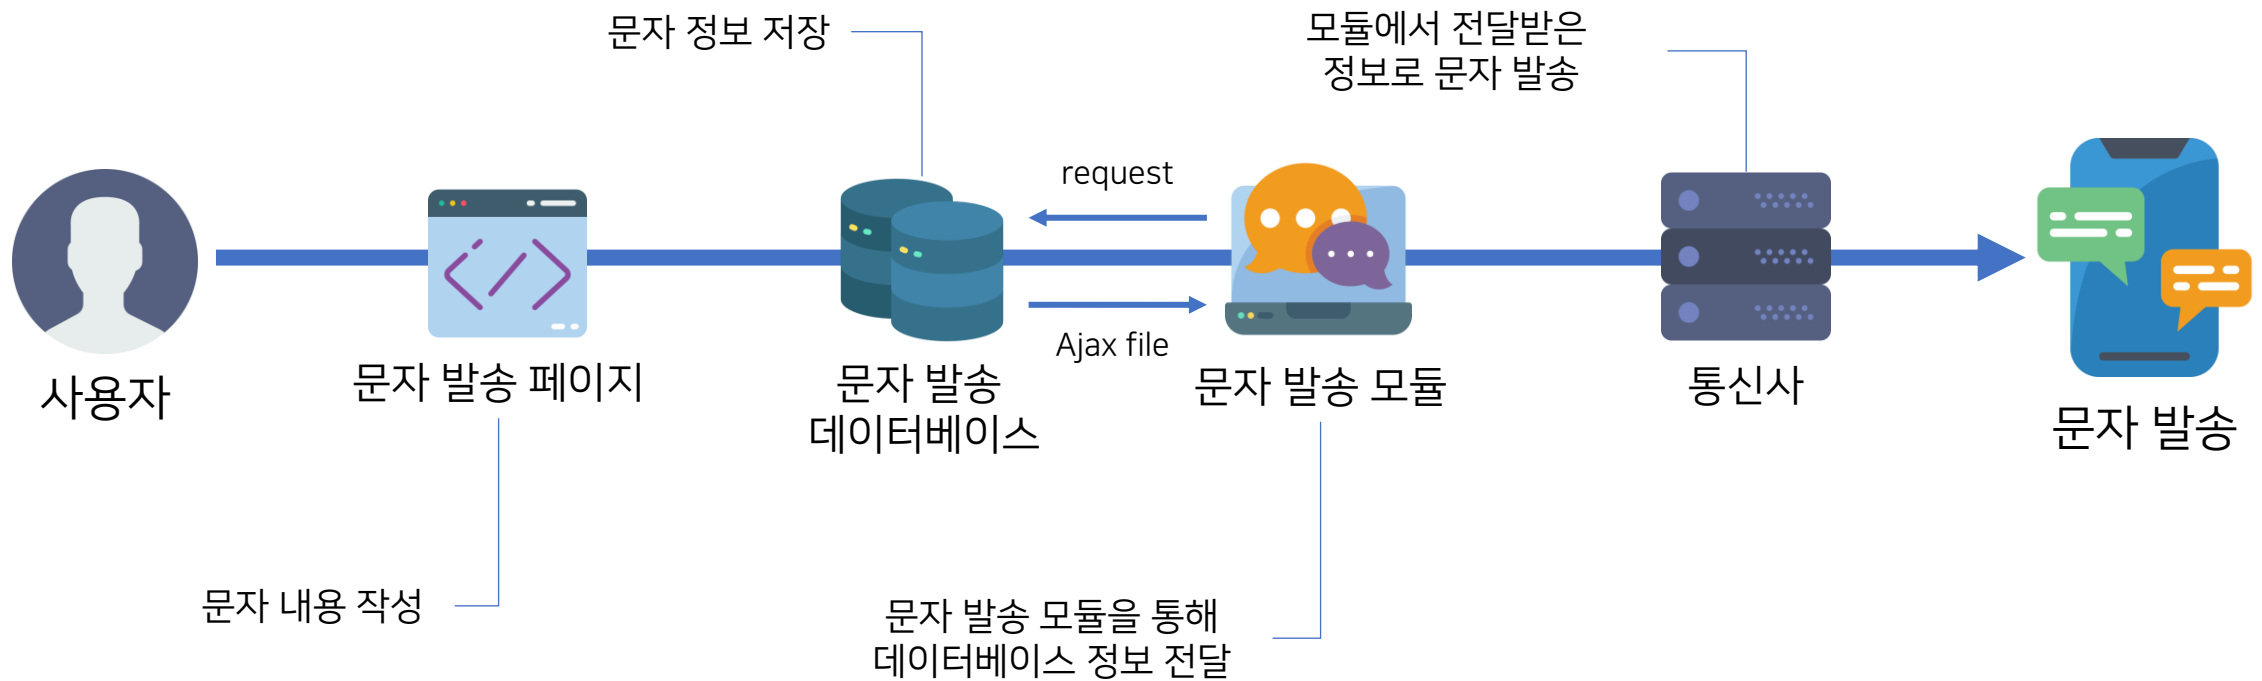 문자 정보 저장
모듈에서 전달받은
정보로 문자 발송
request
Ajax file
사용자
문자 발송 페이지
문자 발송
데이터베이스
문자 발송 모듈
통신사
문자 발송
문자 내용 작성
문자 발송 모듈을 통해
데이터베이스 정보 전달